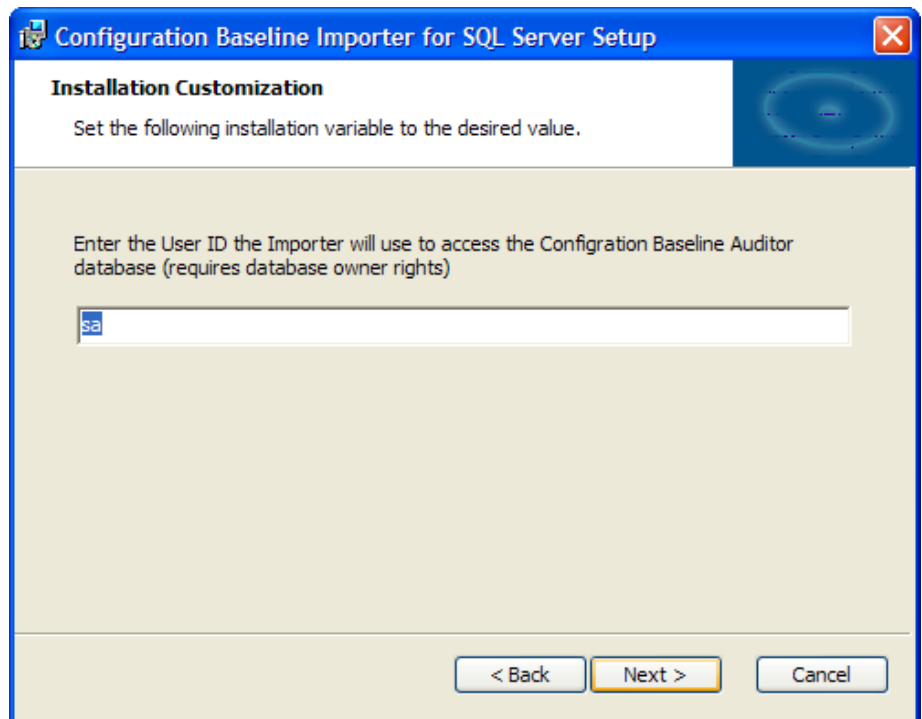 Configuration Baseline Importer for SQL Server Setup
Installation Customization
Set the following installation variable to the desired value.
Enter the User ID the Importer will use to access the Configration Baseline Auditor
database (requires database owner rights)
sa
< Back Next > Cancel